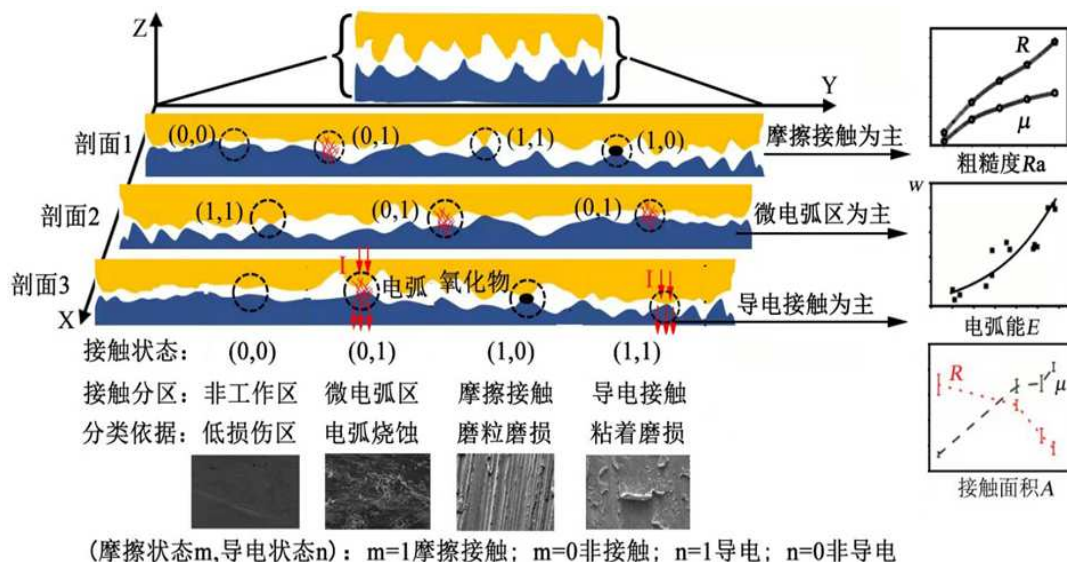 Z
Y
X
剖面1
(0,0)
(0,1)
(1,1)
(1,0)
摩擦接触为主
剖面2
(1,1)
(0,1)
(0,1)
微电弧区为主
剖面3
I
电弧
氧化物
I
导电接触为主
R
μ
粗糙度Ra
W
电弧能E
R
μ
接触面积A
接触状态： (0,0) (0,1) (1,0) (1,1)
接触分区： 非工作区 微电弧区 摩擦接触 导电接触
分类依据： 低损伤区 电弧烧蚀 磨粒磨损 粘着磨损
(摩擦状态m,导电状态n)：m=1摩擦接触；m=0非接触；n=1导电；n=0非导电